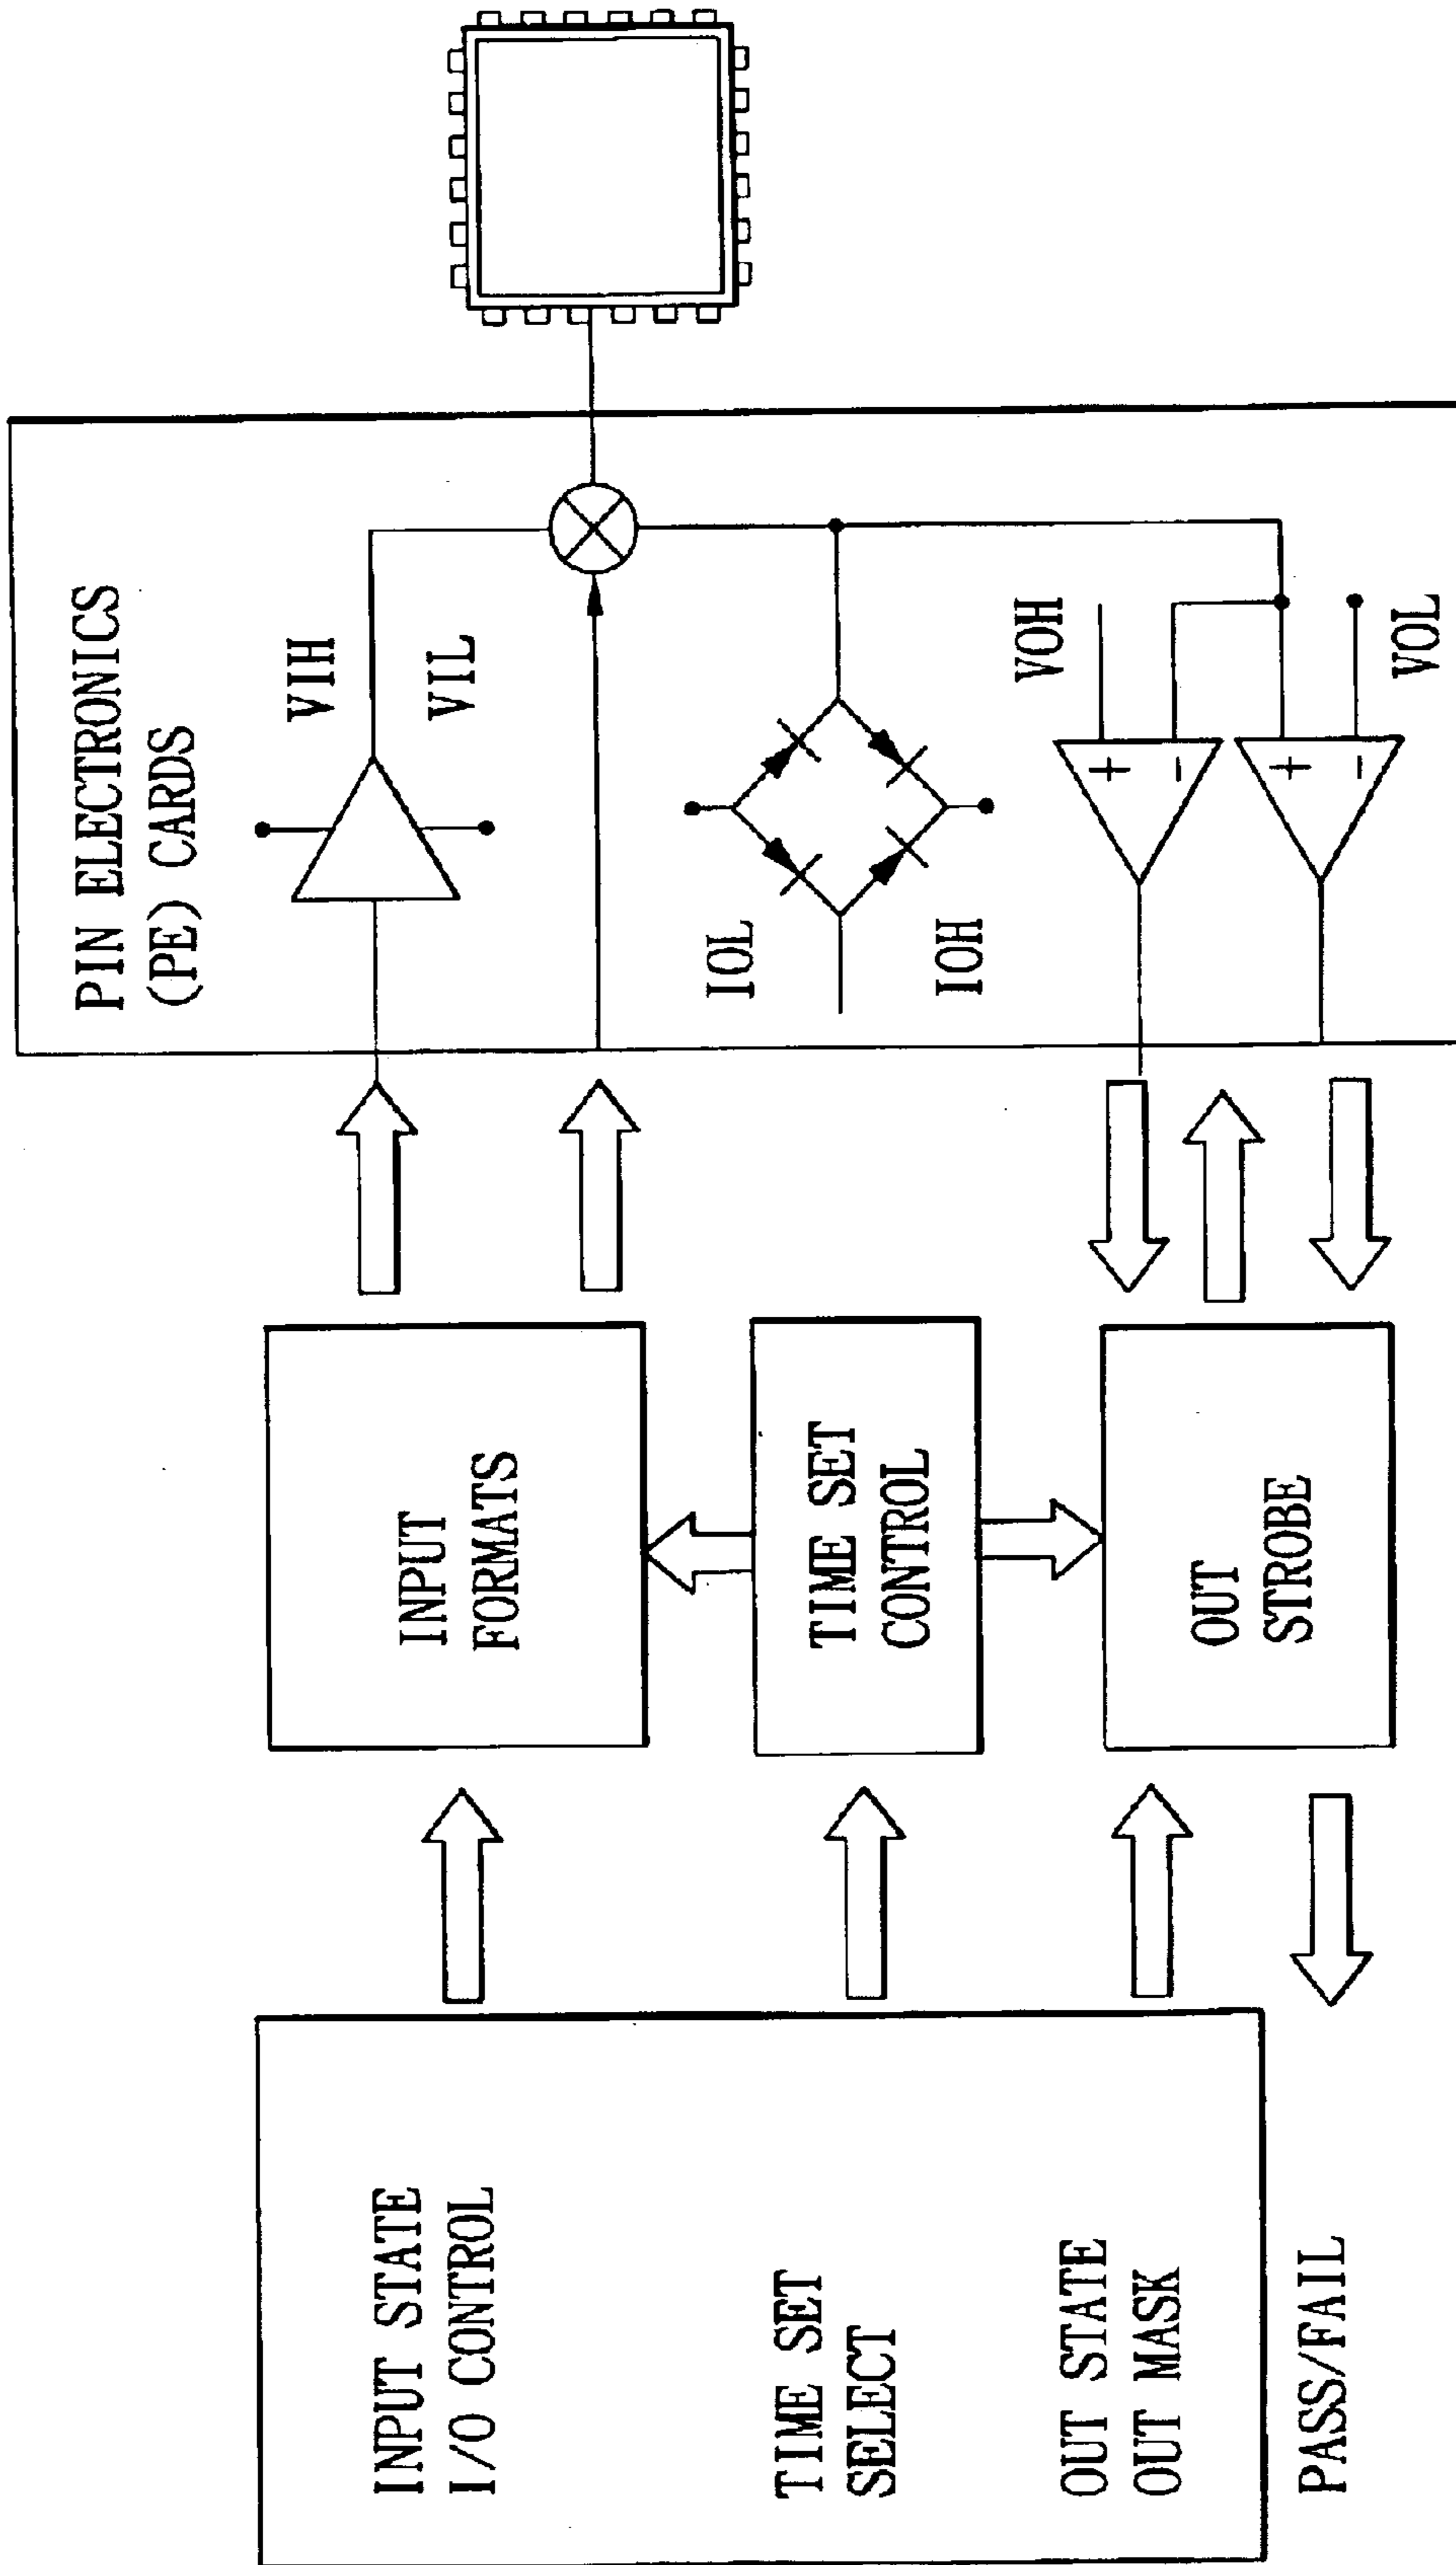 INPUT STATE
I/O CONTROL
TIME SET
SELECT
OUT STATE
OUT MASK
PASS/FAIL
INPUT
FORMATS
TIME SET
CONTROL
OUT
STROBE
PIN ELECTRONICS
(PE) CARDS
VIH
VIL
IOL
IOH
VOH
+
-
+
-
VOL